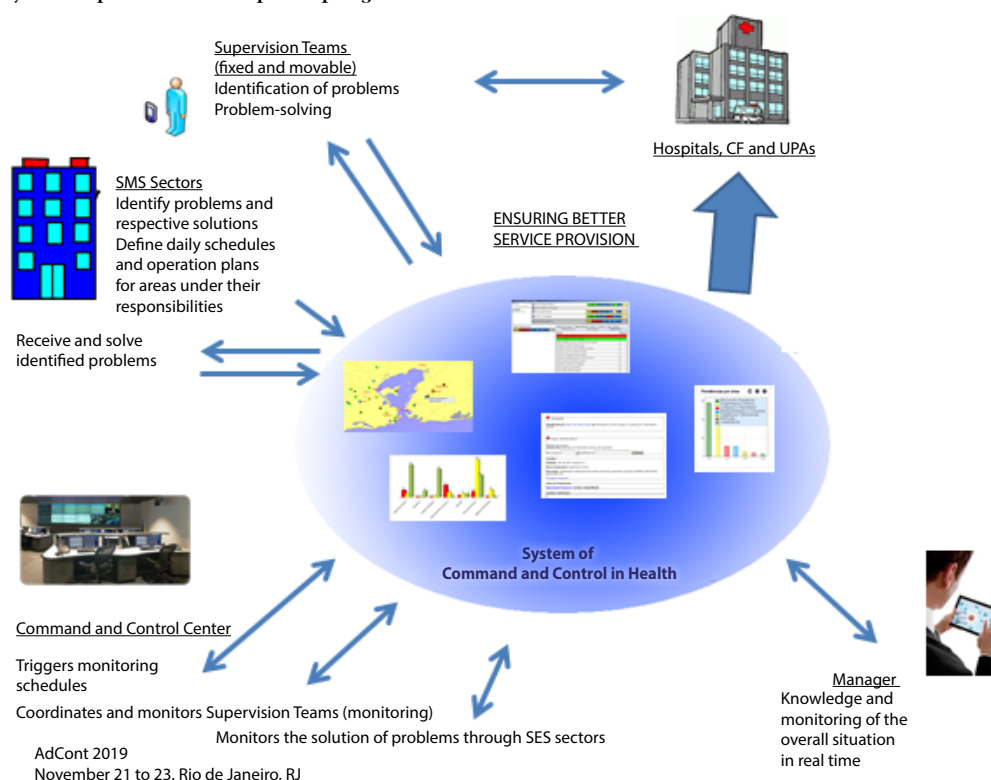 Supervision Teams
(fixed and movable)
Identification of problems
Problem-solving
Hospitals, CF and UPAs
SMS Sectors
Identify problems and
respective solutions
Define daily schedules
and operation plans
for areas under their
responsibilities
ENSURING BETTER
SERVICE PROVISION
Receive and solve
identified problems
System of
Command and Control in Health
Command and Control Center
Triggers monitoring
schedules
Coordinates and monitors Supervision Teams (monitoring)
Monitors the solution of problems through SES sectors
Manager
Knowledge and
monitoring of the
overall situation
in real time
AdCont 2019
November 21 to 23. Rio de Janeiro, RJ